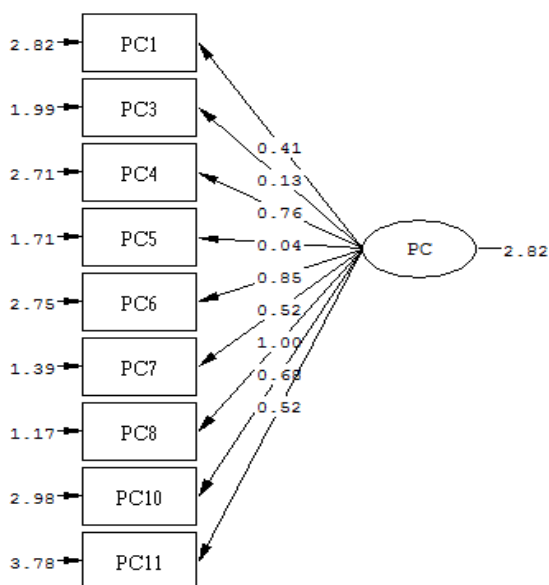 2.82 PC1
1.99 PC3
0.41
0.13
2.71 PC4
0.76
1.71 PC5
0.04
PC 2.82
2.75 PC6
0.85
0.52
1.39 PC7
1.00
0.68
1.17 PC8
0.52
2.98 PC10
3.78 PC11